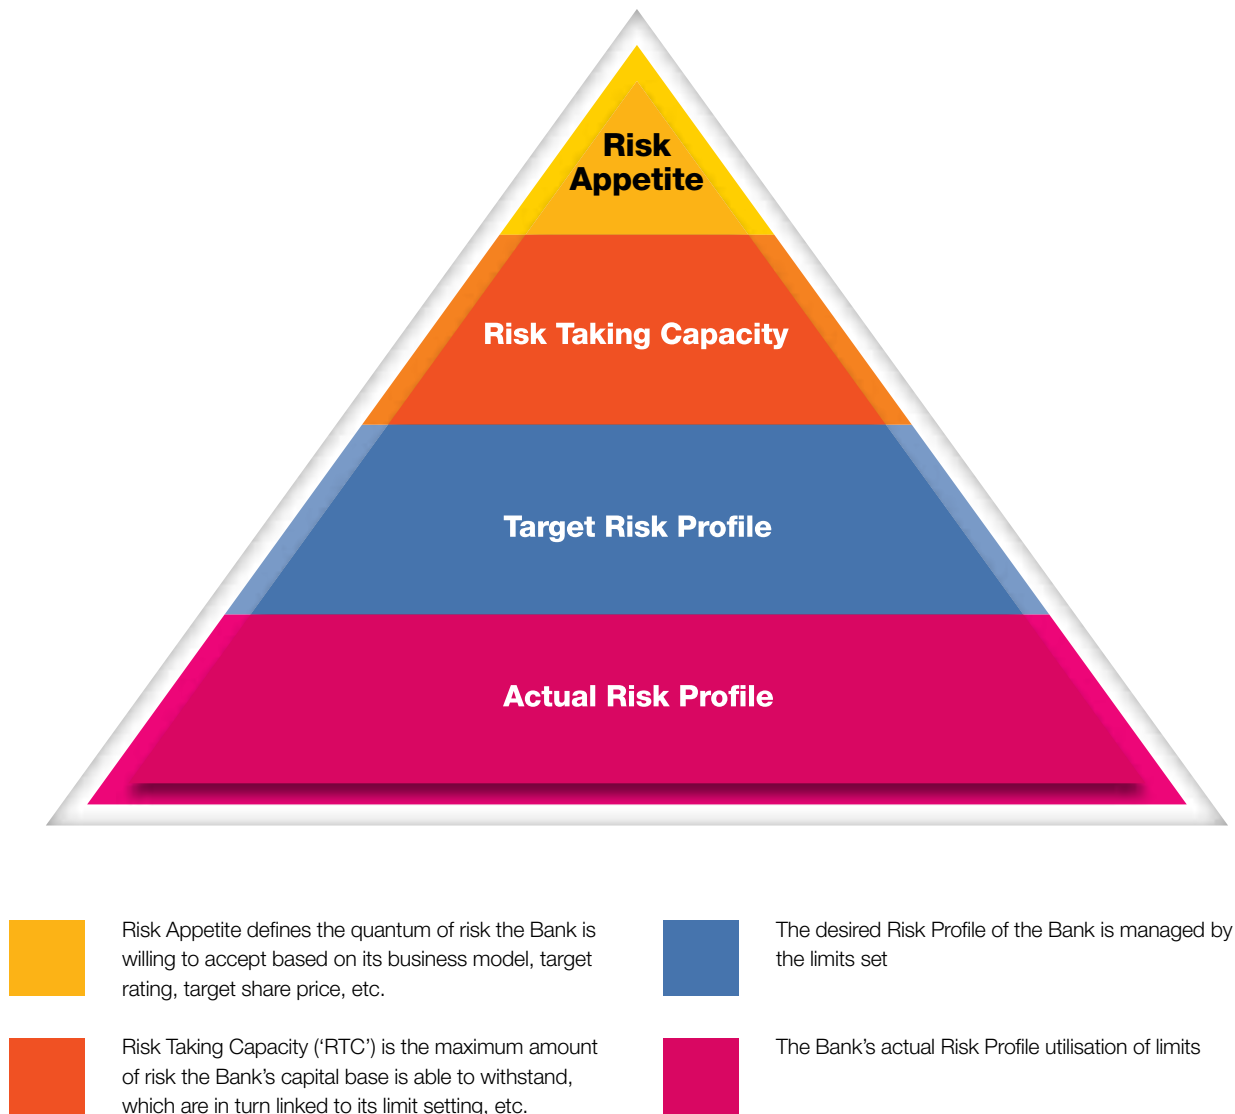 Risk
Appetite
Risk Taking Capacity
Target Risk Profile
Actual Risk Profile
Risk Appetite defines the quantum of risk the Bank is
willing to accept based on its business model, target
rating, target share price, etc.
Risk Taking Capacity (‘RTC’) is the maximum amount
of risk the Bank’s capital base is able to withstand,
which are in turn linked to its limit setting, etc.
The desired Risk Profile of the Bank is managed by
the limits set
The Bank’s actual Risk Profile utilisation of limits